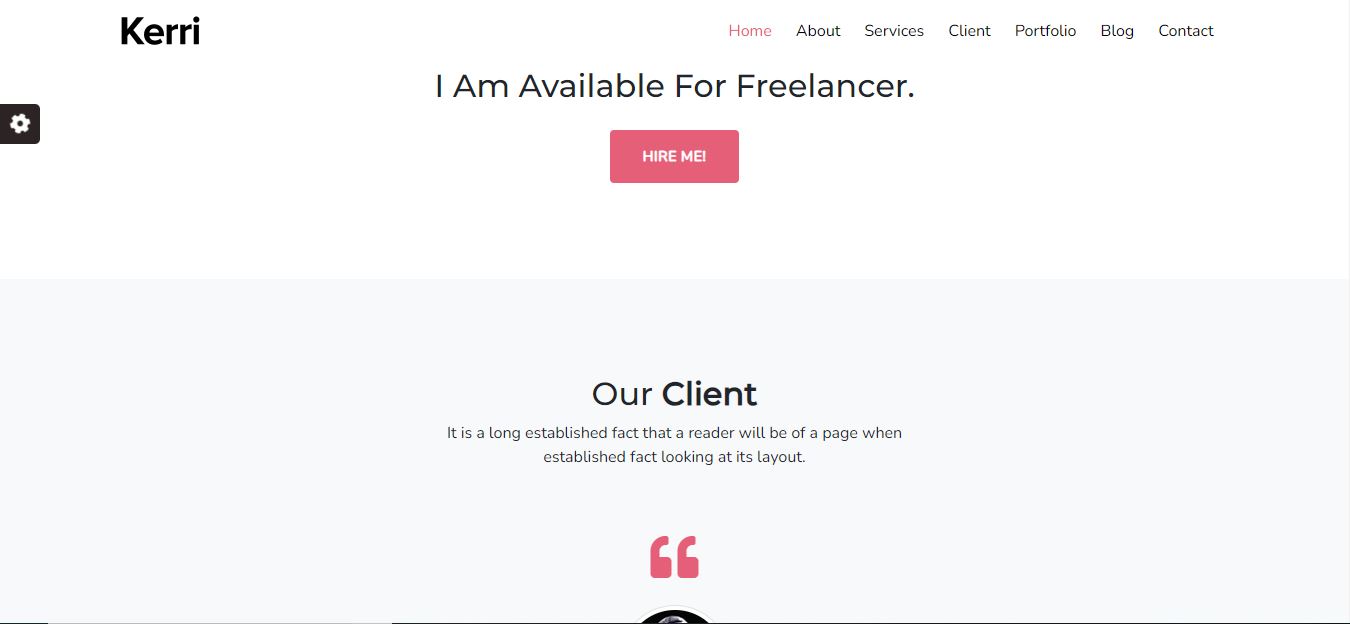 Kerri
Home About Services Client Portfolio Blog Contact
I Am Available For Freelancer.
HIRE ME!
Our Client
It is a long established fact that a reader will be of a page when
established fact looking at its layout.